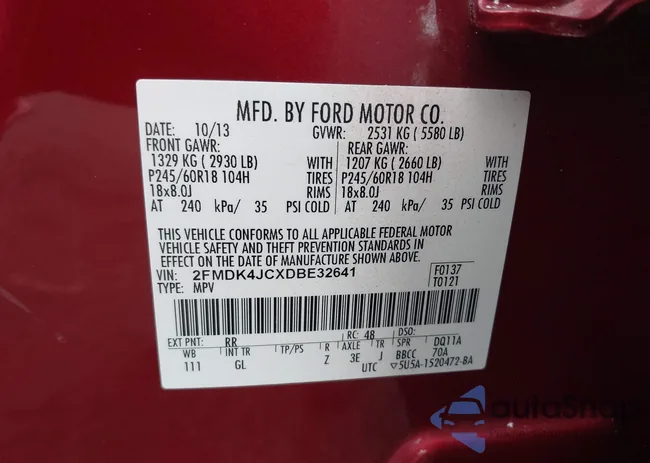 MFD. BY FORD MOTOR CO.
DATE: 10/13 GVWR: 2531 KG ( 5580 LB)
FRONT GAWR: REAR GAWR:
1329 KG ( 2930 LB) WITH 1207 KG ( 2660 LB) WITH
P245/60R18 104H TIRES P245/60R18 104H TIRES
18x8.0J RIMS 18x8.0J RIMS
AT 240 kPa/ 35 PSI COLD AT 240 kPa/ 35 PSI COLD
THIS VEHICLE CONFORMS TO ALL APPLICABLE FEDERAL MOTOR
VEHICLE SAFETY AND THEFT PREVENTION STANDARDS IN
EFFECT ON THE DATE OF MANUFACTURE SHOWN ABOVE.
VIN: 2FMDK4JCXDBE32641 F0137
TYPE: MPV T0121
EXT PNT: RR RC: 48 DSO:
WB INT TR TP/PS R AXLE TR SPR DQ11A
111 GL Z 3E J BBCC 70A
UTC ▽5U5A-1520472-BA
autoSnap